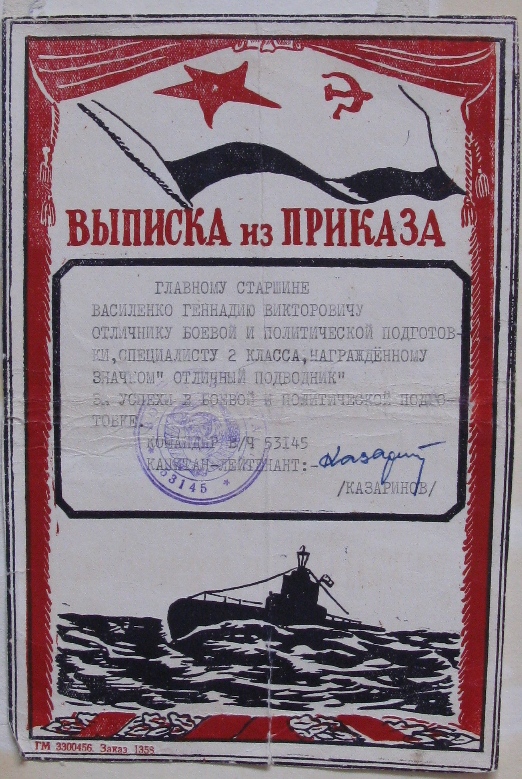 ВЫПИСКА ИЗ ПРИКАЗА
ГЛАВНОМУ СТАРШИНЕ
ВАСИЛЕНКО ГЕННАДИЮ ВИКТОРОВИЧУ
ОТЛИЧНИКУ БОЕВОЙ И ПОЛИТИЧЕСКОЙ ПОДГОТОВ-
КИ,СПЕЦИАЛИСТУ 2 КЛАССА,НАГРАЖДЁННОМУ
ЗНАЧКОМ" ОТЛИЧНЫЙ ПОДВОДНИК"
ЗА УСПЕХИ В БОЕВОЙ И ПОЛИТИЧЕСКОЙ ПОДГО-
ТОВКЕ.
КОМАНДИР В/Ч 53145
КАПИТАН-ЛЕЙТЕНАНТ:-
/КАЗАРИНОВ/
* 53145 *
ГМ 3300456. Заказ 1358